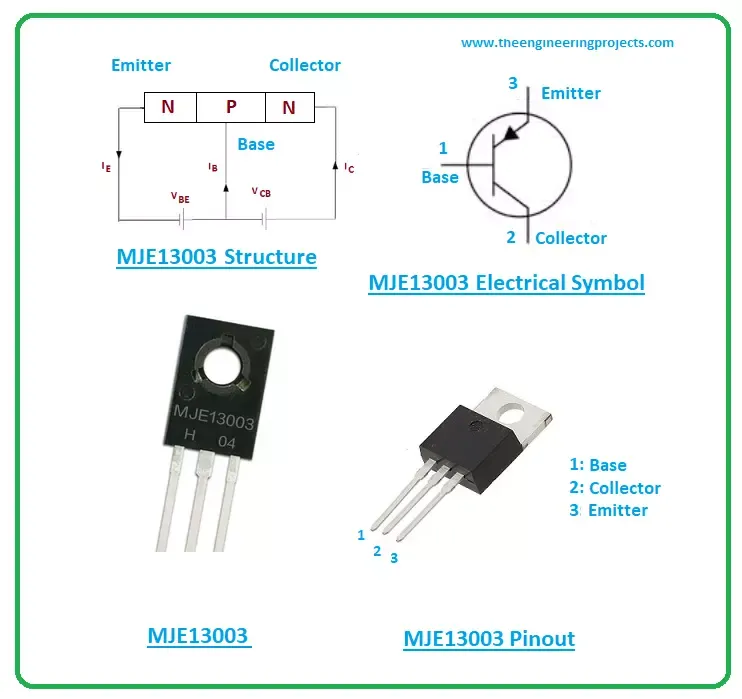 www.theengineeringprojects.com
Emitter Collector
N P N
Base
IE IB IC
VBE VCB
MJE13003 Structure
3 Emitter
1
Base
2 Collector
MJE13003 Electrical Symbol
MJE13003
H 04
MJE13003
1: Base
2: Collector
3: Emitter
1
2
3
MJE13003 Pinout